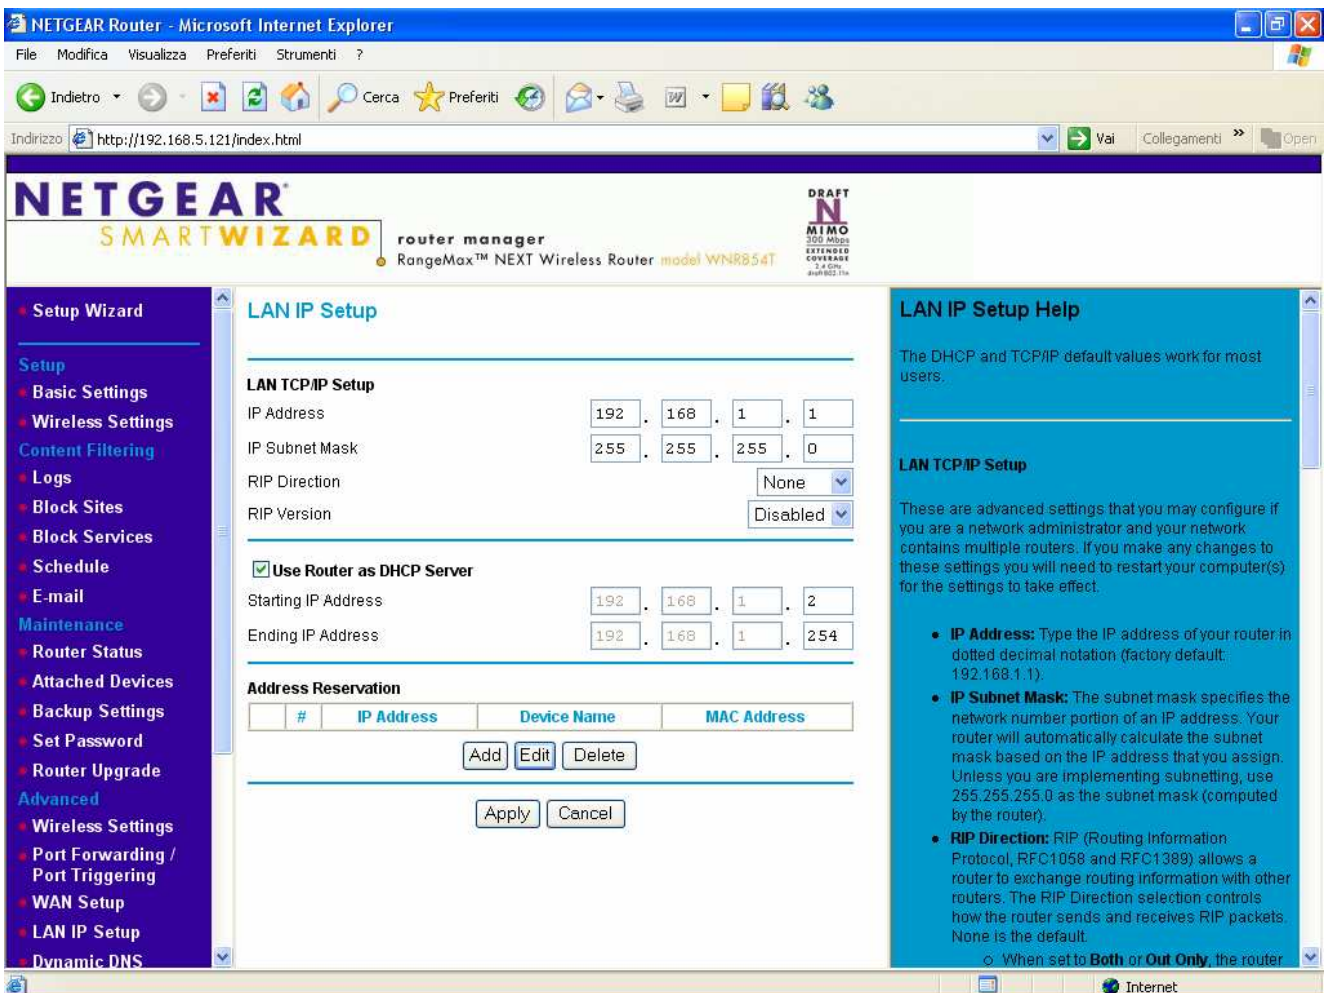 NETGEAR Router - Microsoft Internet Explorer
File Modifica Visualizza Preferiti Strumenti ?
Indietro Cerca Preferiti
Indirizzo http://192.168.5.121/index.html Vai Collegamenti » Open
NETGEAR
SMARTWIZARD
router manager
RangeMax™ NEXT Wireless Router model WNR854T
DRAFT
N
MIMO
300 Mbps
EXTENDED
COVERAGE
2.4 GHz
draft 802.11n
Setup Wizard
Setup
Basic Settings
Wireless Settings
Content Filtering
Logs
Block Sites
Block Services
Schedule
E-mail
Maintenance
Router Status
Attached Devices
Backup Settings
Set Password
Router Upgrade
Advanced
Wireless Settings
Port Forwarding /
Port Triggering
WAN Setup
LAN IP Setup
Dynamic DNS
LAN IP Setup
LAN TCP/IP Setup
IP Address 192 . 168 . 1 . 1
IP Subnet Mask 255 . 255 . 255 . 0
RIP Direction None
RIP Version Disabled
Use Router as DHCP Server
Starting IP Address 192 . 168 . 1 . 2
Ending IP Address 192 . 168 . 1 . 254
Address Reservation
# IP Address Device Name MAC Address
Add Edit Delete
Apply Cancel
LAN IP Setup Help
The DHCP and TCP/IP default values work for most
users.
LAN TCP/IP Setup
These are advanced settings that you may configure if
you are a network administrator and your network
contains multiple routers. If you make any changes to
these settings you will need to restart your computer(s)
for the settings to take effect.
• IP Address: Type the IP address of your router in
dotted decimal notation (factory default:
192.168.1.1).
• IP Subnet Mask: The subnet mask specifies the
network number portion of an IP address. Your
router will automatically calculate the subnet
mask based on the IP address that you assign.
Unless you are implementing subnetting, use
255.255.255.0 as the subnet mask (computed
by the router).
• RIP Direction: RIP (Routing Information
Protocol, RFC1058 and RFC1389) allows a
router to exchange routing information with other
routers. The RIP Direction selection controls
how the router sends and receives RIP packets.
None is the default.
○ When set to Both or Out Only, the router
Internet